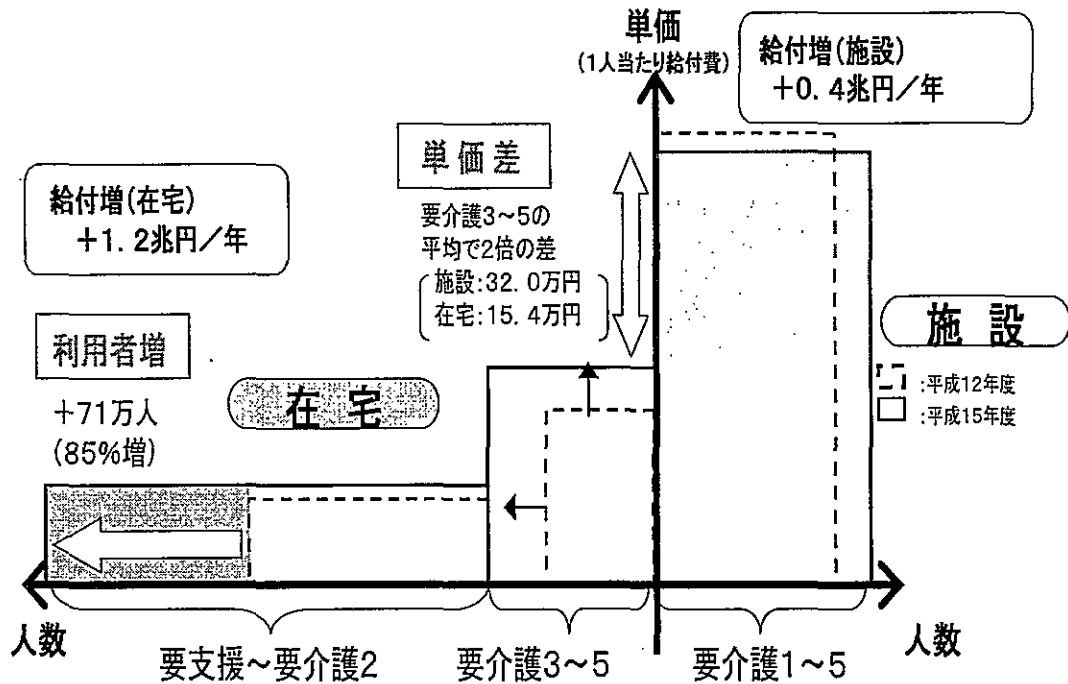 単価
(1人当たり給付費)
給付増(施設)
+0.4兆円/年
単価差
要介護3~5の
平均で2倍の差
施設:32.0万円
在宅:15.4万円
給付増(在宅)
+1.2兆円/年
利用者増
+71万人
(85%増)
在宅
施設
:平成12年度
:平成15年度
人数
要支援~要介護2
要介護3~5
要介護1~5
人数